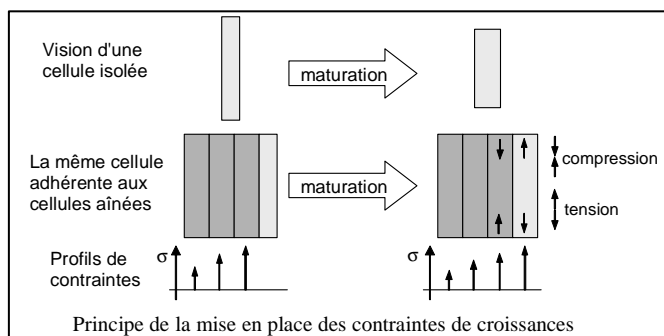 Vision d'une
cellule isolée
maturation
La même cellule
adhérente aux
cellules aînées
maturation
compression
tension
Profils de
contraintes
σ
σ
Principe de la mise en place des contraintes de croissances